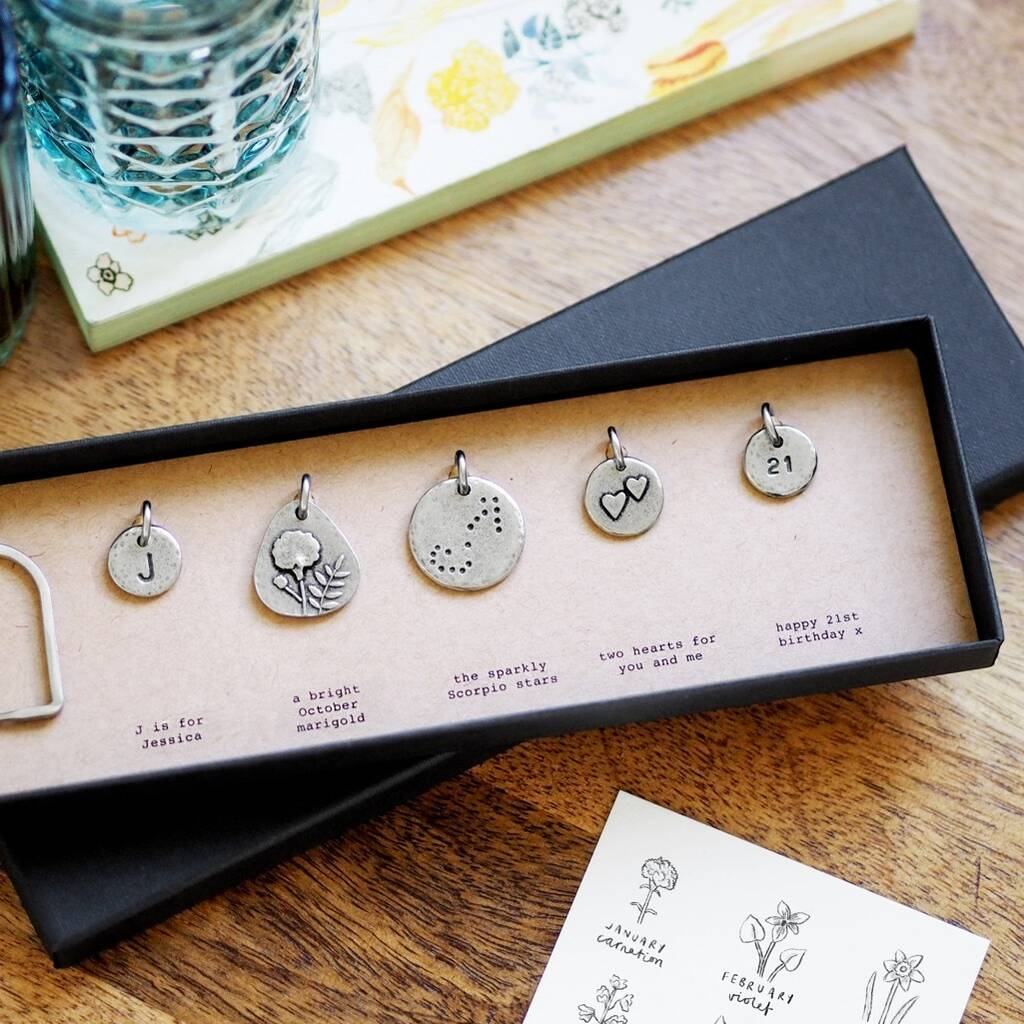 J
21
J is for
Jessica
a bright
October
marigold
the sparkly
Scorpio stars
two hearts for
you and me
happy 21st
birthday x
JANUARY
carnation
FEBRUARY
violet